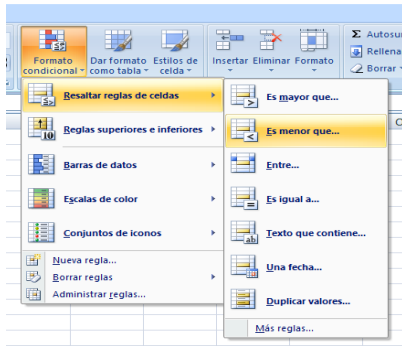 Formato condicional
Dar formato como tabla
Estilos de celda
Insertar
Eliminar
Formato
Σ Autosu
Rellena
Borrar
Resaltar reglas de celdas
Reglas superiores e inferiores
10
Barras de datos
Escalas de color
Conjuntos de iconos
Nueva regla...
Borrar reglas
Administrar reglas...
Es mayor que...
Es menor que...
Entre...
Es igual a...
Texto que contiene...
ab
Una fecha...
Duplicar valores...
Más reglas...